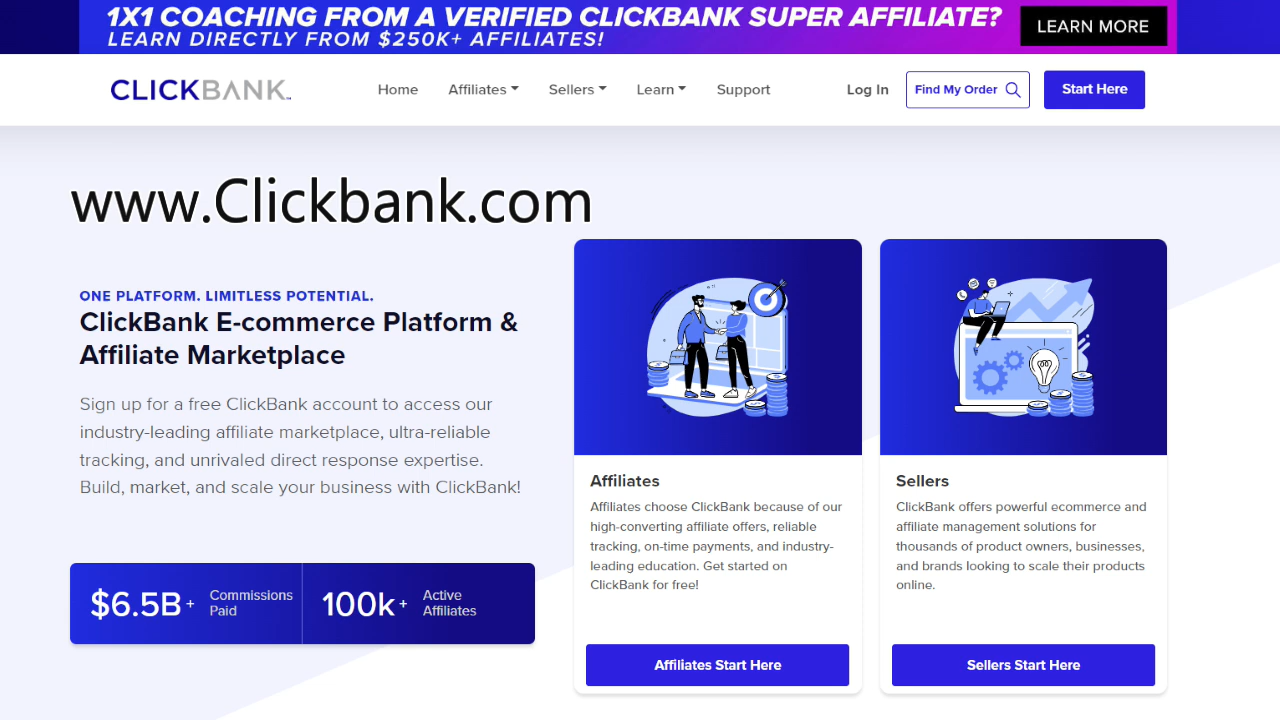 1X1 COACHING FROM A VERIFIED CLICKBANK SUPER AFFILIATE?
LEARN DIRECTLY FROM $250K+ AFFILIATES!
LEARN MORE
CLICKBANK
Home
Affiliates
Sellers
Learn
Support
Log In
Find My Order
Start Here
www.Clickbank.com
ONE PLATFORM. LIMITLESS POTENTIAL.
ClickBank E-commerce Platform &
Affiliate Marketplace
Sign up for a free ClickBank account to access our
industry-leading affiliate marketplace, ultra-reliable
tracking, and unrivaled direct response expertise.
Build, market, and scale your business with ClickBank!
$6.5B+
Commissions
Paid
100k+
Active
Affiliates
Affiliates
Affiliates choose ClickBank because of our
high-converting affiliate offers, reliable
tracking, on-time payments, and industry-
leading education. Get started on
ClickBank for free!
Affiliates Start Here
Sellers
ClickBank offers powerful ecommerce and
affiliate management solutions for
thousands of product owners, businesses,
and brands looking to scale their products
online.
Sellers Start Here